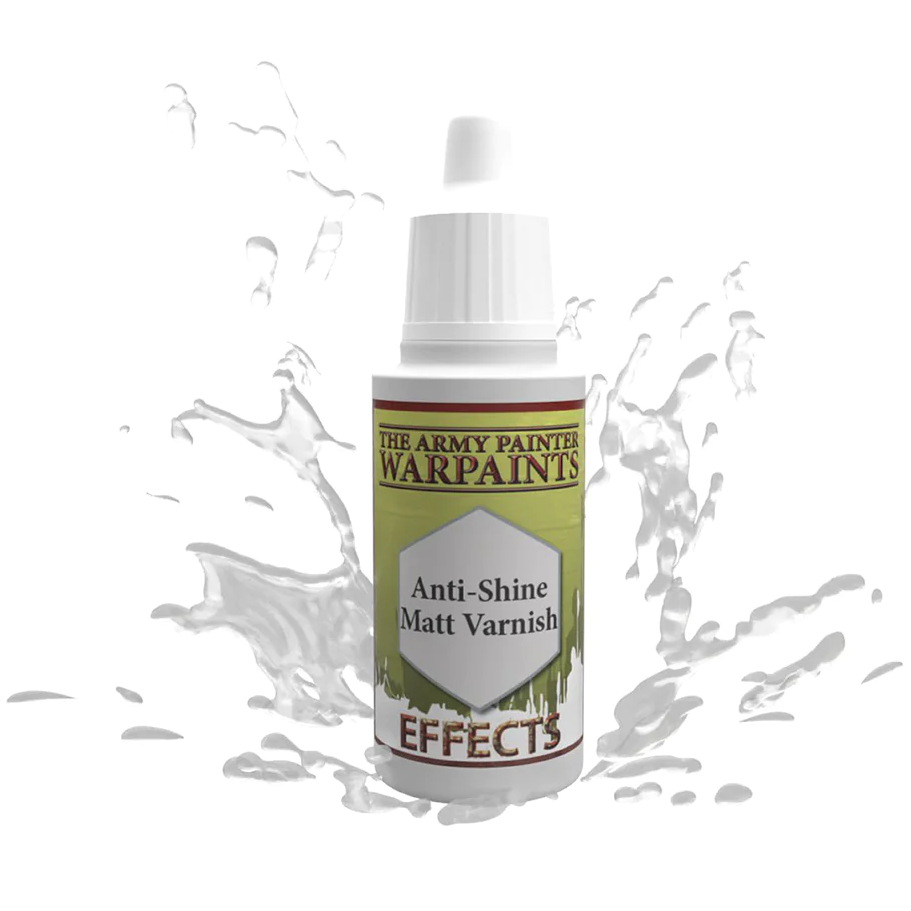 THE ARMY PAINTER
WARPAINTS
Anti-Shine
Matt Varnish
EFFECTS